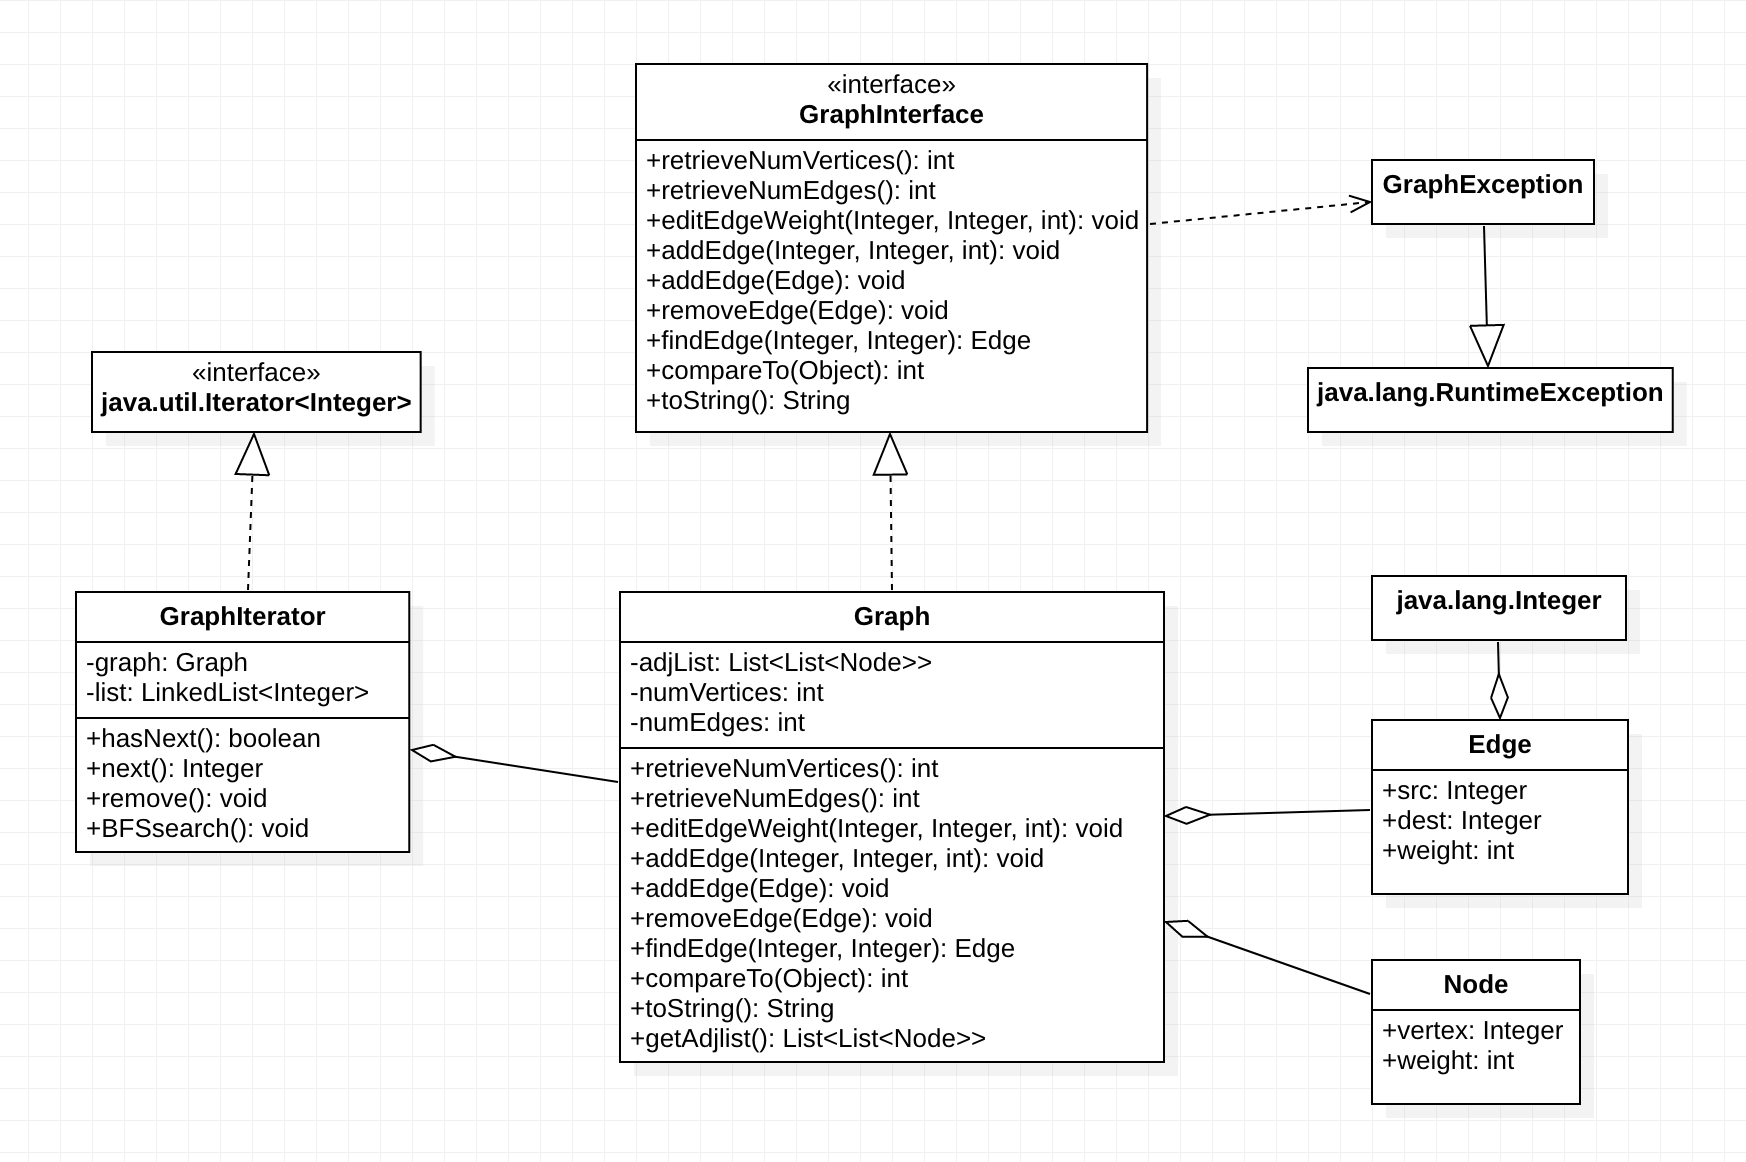 «interface»
GraphInterface
+retrieveNumVertices(): int
+retrieveNumEdges(): int
+editEdgeWeight(Integer, Integer, int): void
+addEdge(Integer, Integer, int): void
+addEdge(Edge): void
+removeEdge(Edge): void
+findEdge(Integer, Integer): Edge
+compareTo(Object): int
+toString(): String
GraphException
java.lang.RuntimeException
«interface»
java.util.Iterator<Integer>
GraphIterator
-graph: Graph
-list: LinkedList<Integer>
+hasNext(): boolean
+next(): Integer
+remove(): void
+BFSsearch(): void
Graph
-adjList: List<List<Node>>
-numVertices: int
-numEdges: int
+retrieveNumVertices(): int
+retrieveNumEdges(): int
+editEdgeWeight(Integer, Integer, int): void
+addEdge(Integer, Integer, int): void
+addEdge(Edge): void
+removeEdge(Edge): void
+findEdge(Integer, Integer): Edge
+compareTo(Object): int
+toString(): String
+getAdjlist(): List<List<Node>>
java.lang.Integer
Edge
+src: Integer
+dest: Integer
+weight: int
Node
+vertex: Integer
+weight: int